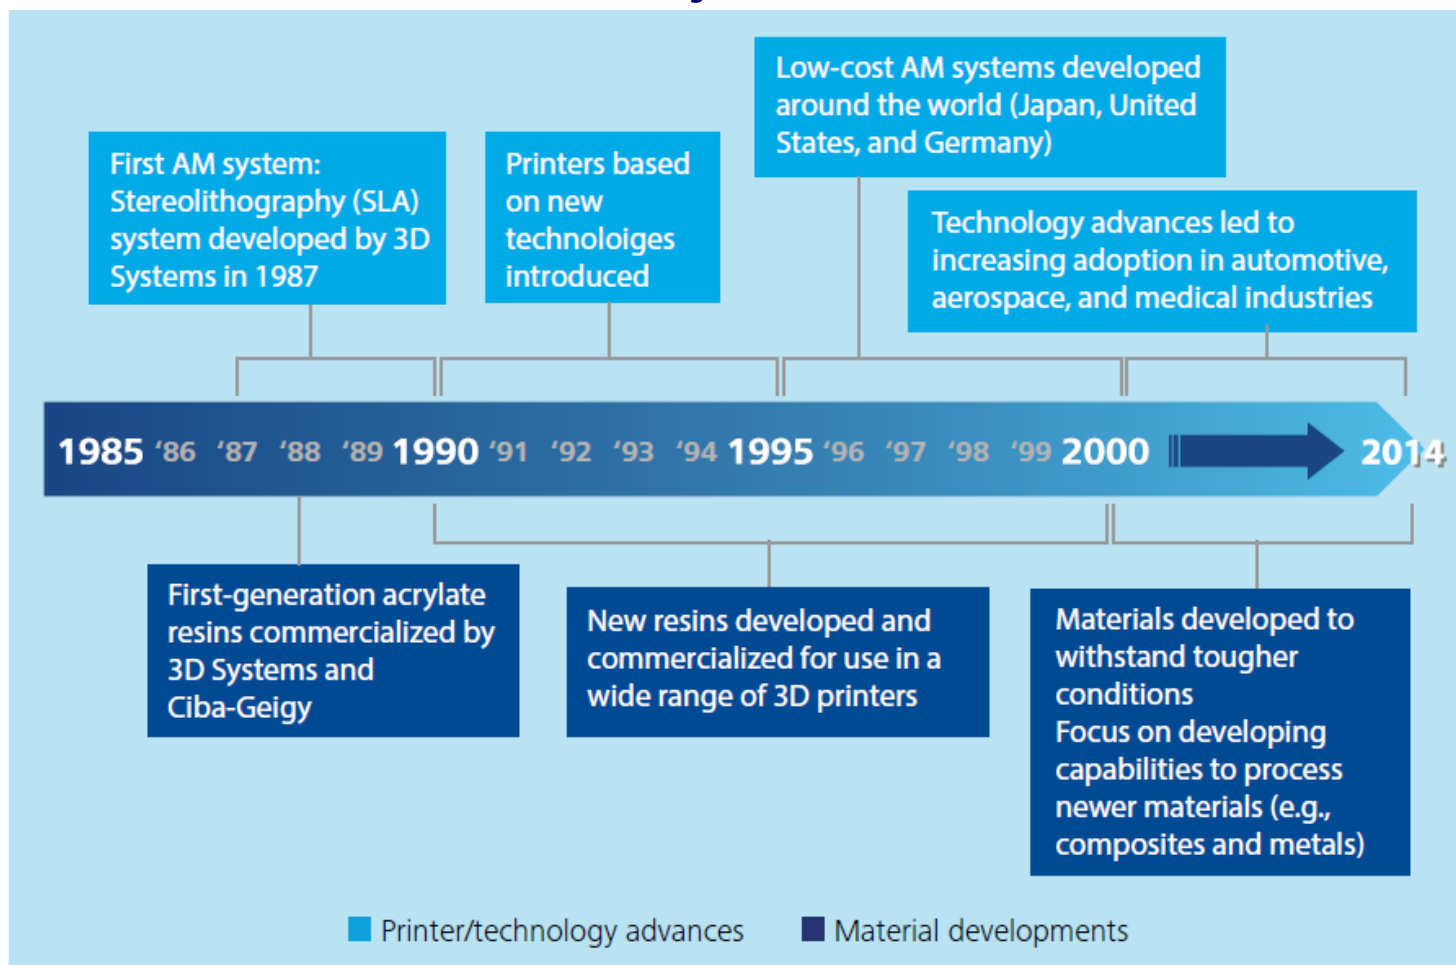 Low-cost AM systems developed
around the world (Japan, United
States, and Germany)
First AM system:
Stereolithography (SLA)
system developed by 3D
Systems in 1987
Printers based
on new
technoloiges
introduced
Technology advances led to
increasing adoption in automotive,
aerospace, and medical industries
1985 ‘86 ‘87 ‘88 ‘89 1990 ‘91 ‘92 ‘93 ‘94 1995 ‘96 ‘97 ‘98 ‘99 2000 2014
First-generation acrylate
resins commercialized by
3D Systems and
Ciba-Geigy
New resins developed and
commercialized for use in a
wide range of 3D printers
Materials developed to
withstand tougher
conditions
Focus on developing
capabilities to process
newer materials (e.g.,
composites and metals)
Printer/technology advances
Material developments